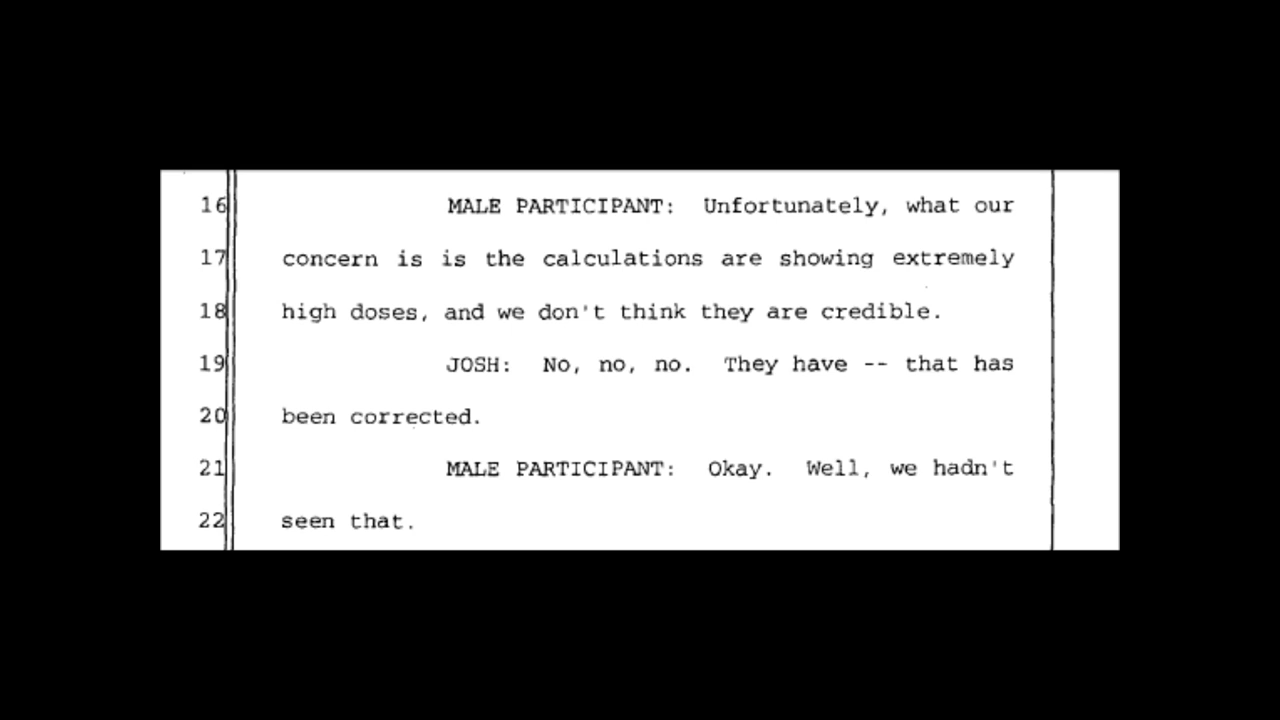 16 MALE PARTICIPANT: Unfortunately, what our
17 concern is is the calculations are showing extremely
18 high doses, and we don't think they are credible.
19 JOSH: No, no, no. They have -- that has
20 been corrected.
21 MALE PARTICIPANT: Okay. Well, we hadn't
22 seen that.